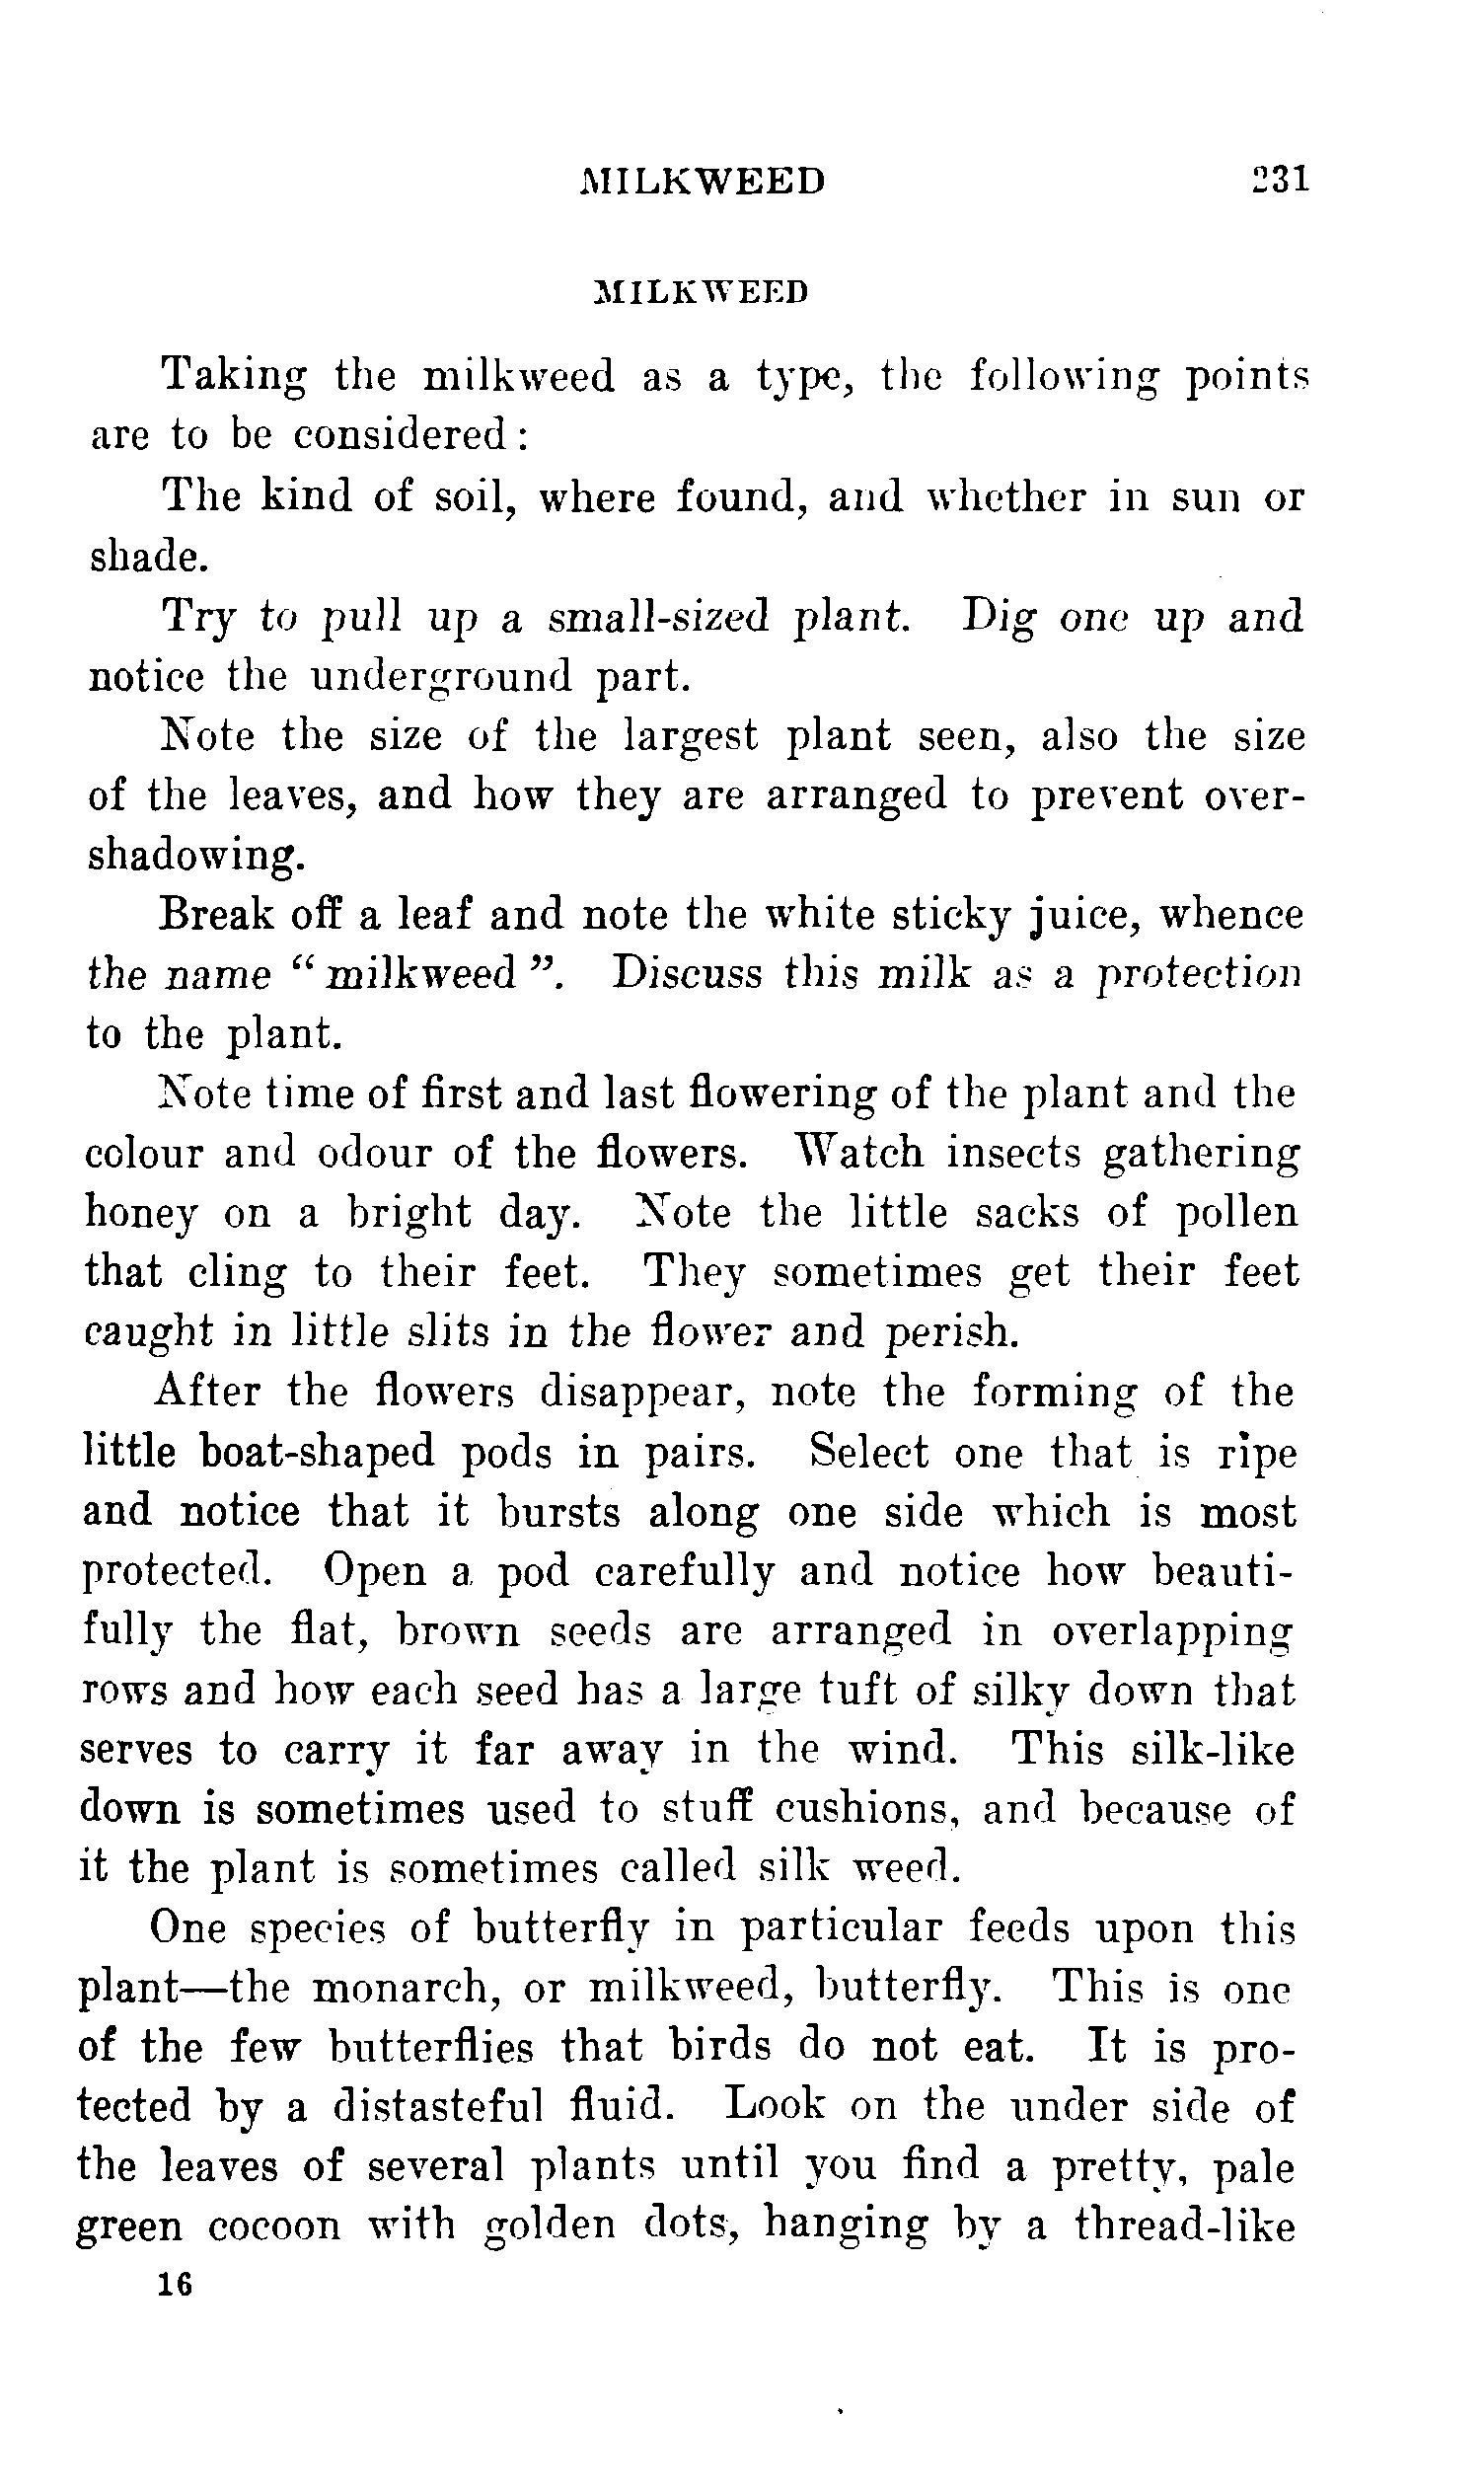 MILKWEED 231
MILKWEED
Taking the milkweed as a type, the following points
are to be considered :
The kind of soil, where found, and whether in sun or
shade.
Try to pull up a small-sized plant. Dig one up and
notice the underground part.
Note the size of the largest plant seen, also the size
of the leaves, and how they are arranged to prevent over-
shadowing.
Break off a leaf and note the white sticky juice, whence
the name “ milkweed ”. Discuss this milk as a protection
to the plant.
Note time of first and last flowering of the plant and the
colour and odour of the flowers. Watch insects gathering
honey on a bright day. Note the little sacks of pollen
that cling to their feet. They sometimes get their feet
caught in little slits in the flower and perish.
After the flowers disappear, note the forming of the
little boat-shaped pods in pairs. Select one that is ripe
and notice that it bursts along one side which is most
protected. Open a pod carefully and notice how beauti-
fully the flat, brown seeds are arranged in overlapping
rows and how each seed has a large tuft of silky down that
serves to carry it far away in the wind. This silk-like
down is sometimes used to stuff cushions, and because of
it the plant is sometimes called silk weed.
One species of butterfly in particular feeds upon this
plant—the monarch, or milkweed, butterfly. This is one
of the few butterflies that birds do not eat. It is pro-
tected by a distasteful fluid. Look on the under side of
the leaves of several plants until you find a pretty, pale
green cocoon with golden dots, hanging by a thread-like
16